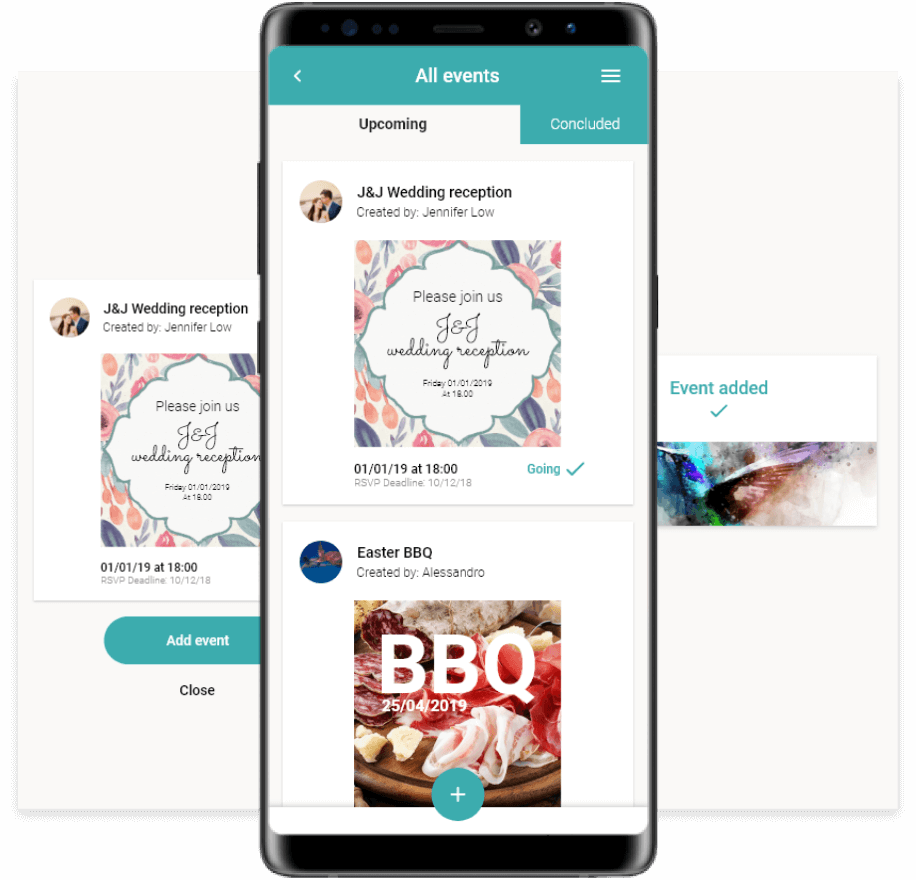 All events
Upcoming
Concluded
J&J Wedding reception
Created by: Jennifer Low
Please join us
J&J
wedding reception
Friday 01/01/2019
At 18.00
01/01/19 at 18:00
Going
RSVP Deadline: 10/12/18
Easter BBQ
Created by: Alessandro
BBQ
25/04/2019
+
J&J Wedding reception
Created by: Jennifer Low
Please join us
J&J
wedding reception
Friday 01/01/2019
At 18.00
01/01/19 at 18:00
RSVP Deadline: 10/12/18
Add event
Close
Event added